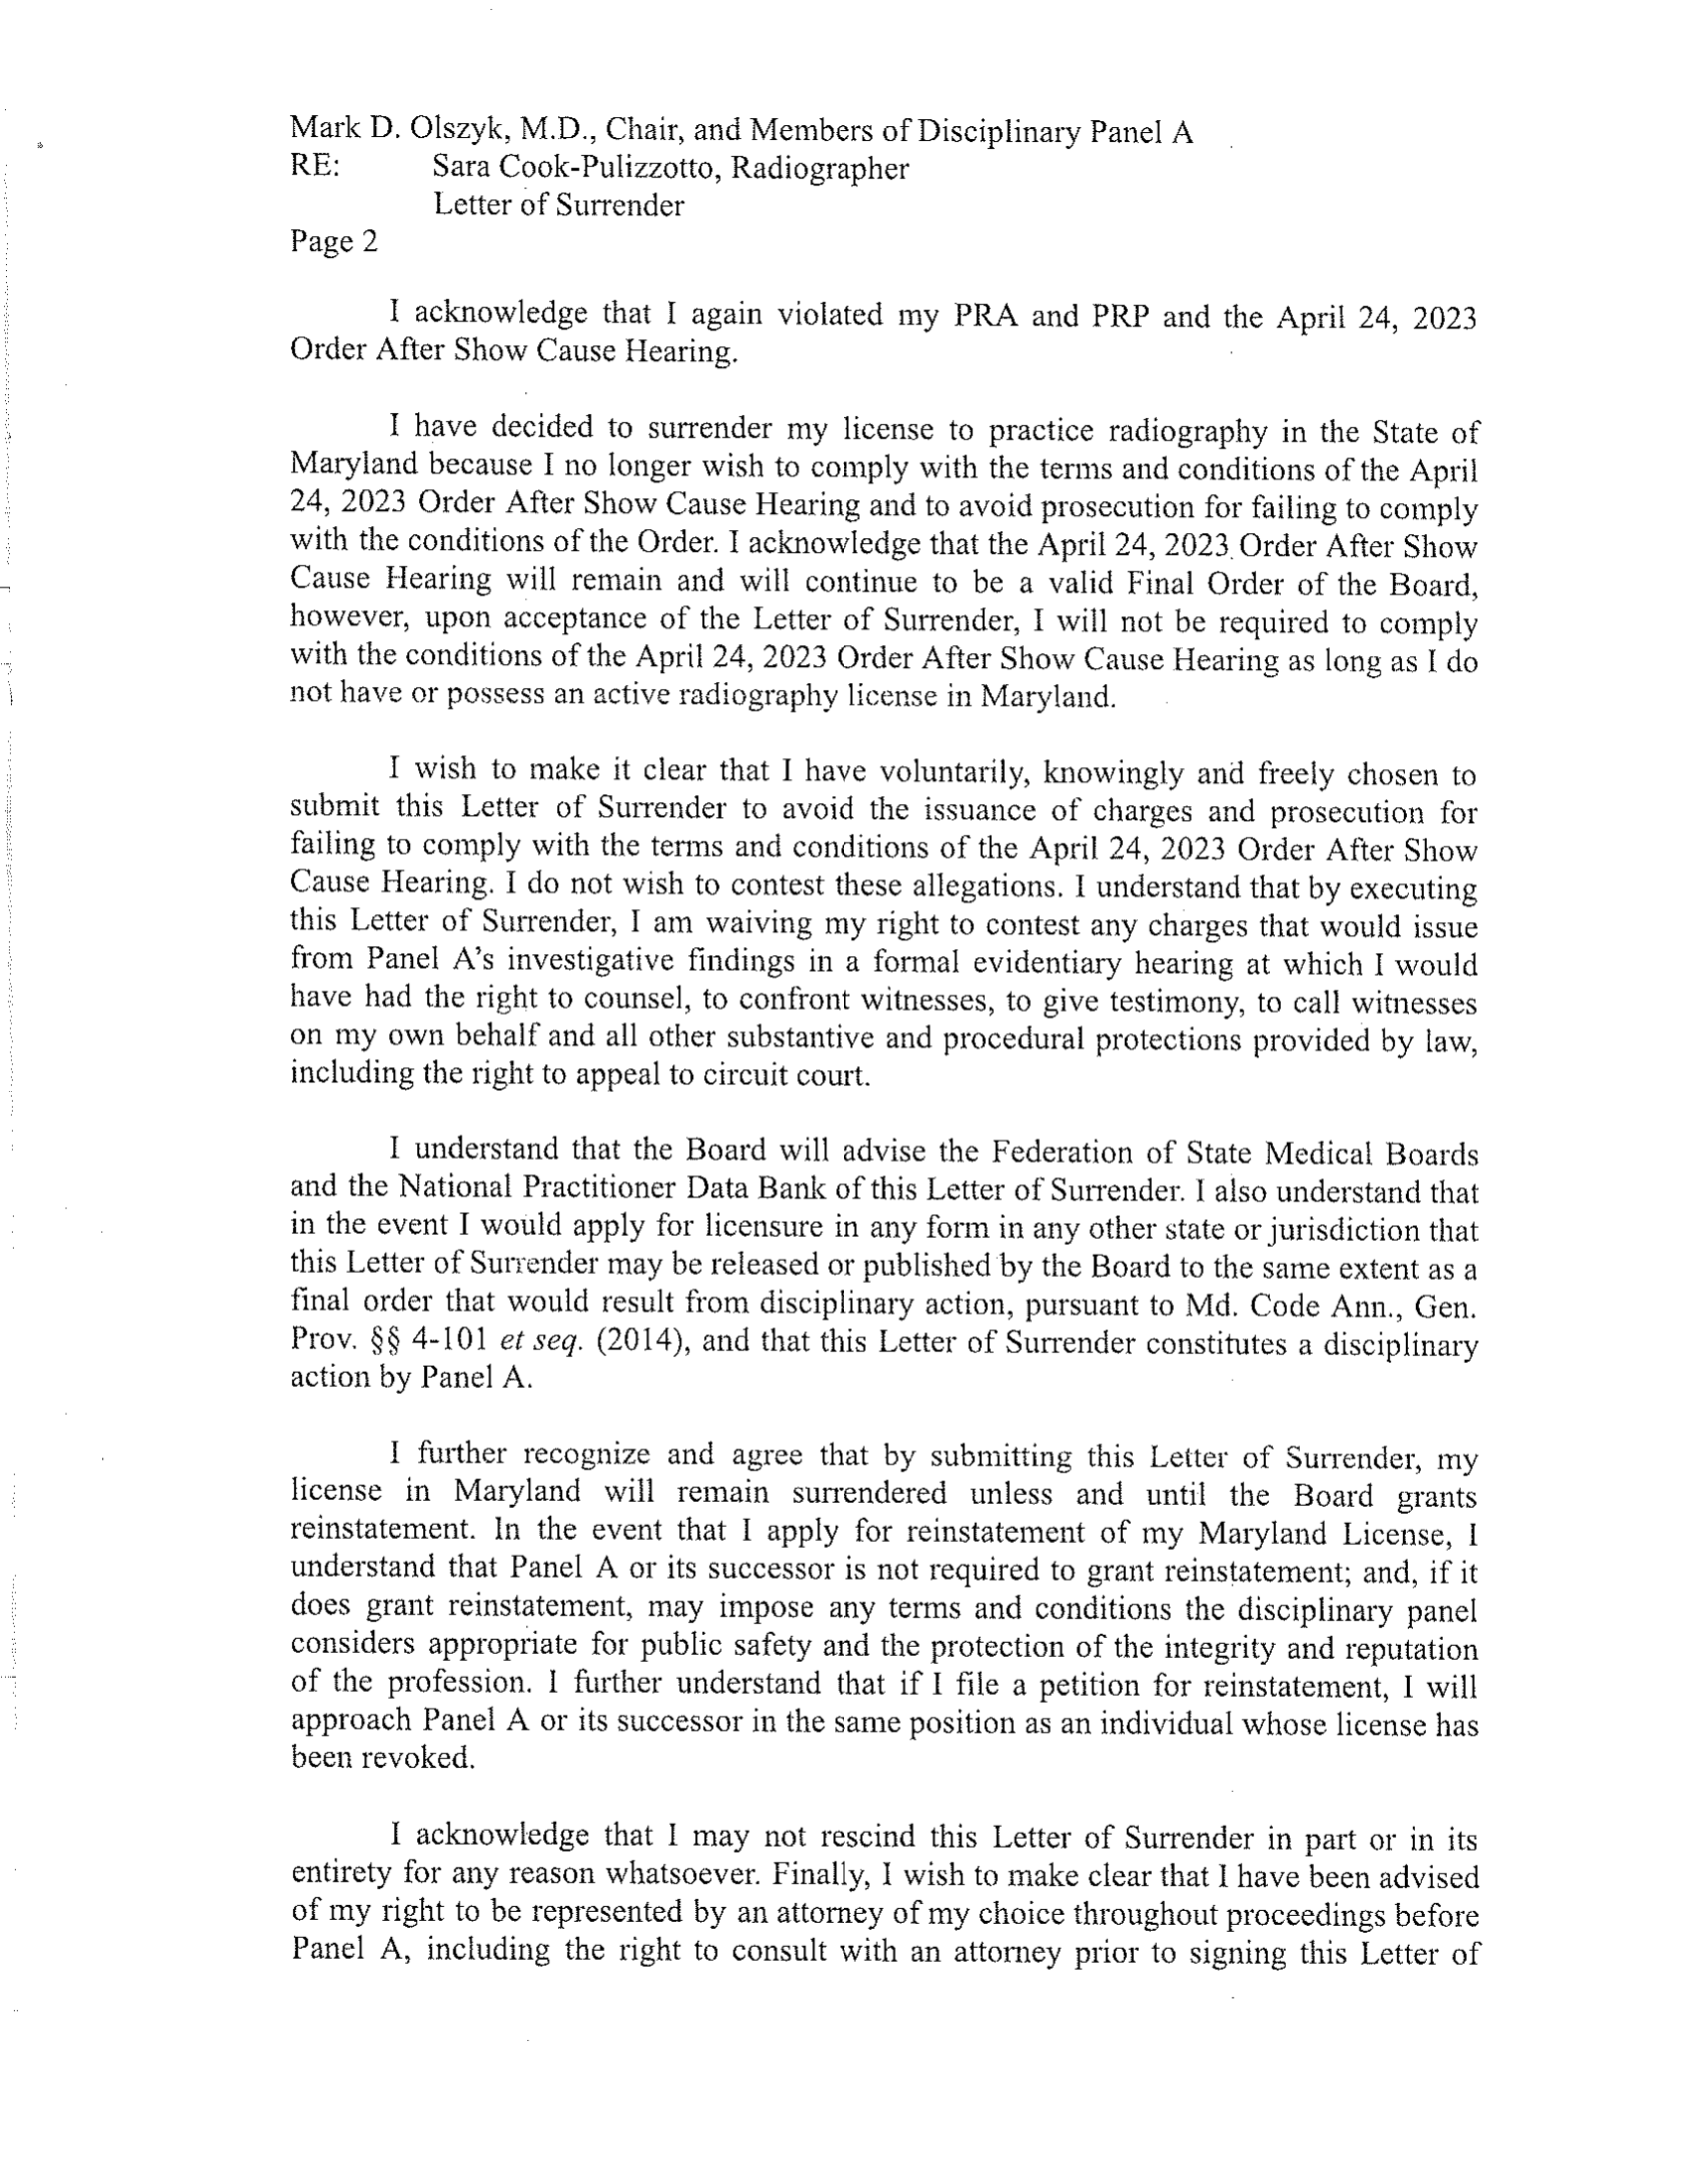 Mark D. Olszyk, M.D., Chair, and Members of Disciplinary Panel A
RE: Sara Cook-Pulizzotto, Radiographer
Letter of Surrender
Page 2
I acknowledge that I again violated my PRA and PRP and the April 24, 2023
Order After Show Cause Hearing.
I have decided to surrender my license to practice radiography in the State of
Maryland because I no longer wish to comply with the terms and conditions of the April
24, 2023 Order After Show Cause Hearing and to avoid prosecution for failing to comply
with the conditions of the Order. I acknowledge that the April 24, 2023 Order After Show
Cause Hearing will remain and will continue to be a valid Final Order of the Board,
however, upon acceptance of the Letter of Surrender, I will not be required to comply
with the conditions of the April 24, 2023 Order After Show Cause Hearing as long as I do
not have or possess an active radiography license in Maryland.
I wish to make it clear that I have voluntarily, knowingly and freely chosen to
submit this Letter of Surrender to avoid the issuance of charges and prosecution for
failing to comply with the terms and conditions of the April 24, 2023 Order After Show
Cause Hearing. I do not wish to contest these allegations. I understand that by executing
this Letter of Surrender, I am waiving my right to contest any charges that would issue
from Panel A's investigative findings in a formal evidentiary hearing at which I would
have had the right to counsel, to confront witnesses, to give testimony, to call witnesses
on my own behalf and all other substantive and procedural protections provided by law,
including the right to appeal to circuit court.
I understand that the Board will advise the Federation of State Medical Boards
and the National Practitioner Data Bank of this Letter of Surrender. I also understand that
in the event I would apply for licensure in any form in any other state or jurisdiction that
this Letter of Surrender may be released or published by the Board to the same extent as a
final order that would result from disciplinary action, pursuant to Md. Code Ann., Gen.
Prov. §§ 4-101 et seq. (2014), and that this Letter of Surrender constitutes a disciplinary
action by Panel A.
I further recognize and agree that by submitting this Letter of Surrender, my
license in Maryland will remain surrendered unless and until the Board grants
reinstatement. In the event that I apply for reinstatement of my Maryland License, I
understand that Panel A or its successor is not required to grant reinstatement; and, if it
does grant reinstatement, may impose any terms and conditions the disciplinary panel
considers appropriate for public safety and the protection of the integrity and reputation
of the profession. I further understand that if I file a petition for reinstatement, I will
approach Panel A or its successor in the same position as an individual whose license has
been revoked.
I acknowledge that I may not rescind this Letter of Surrender in part or in its
entirety for any reason whatsoever. Finally, I wish to make clear that I have been advised
of my right to be represented by an attorney of my choice throughout proceedings before
Panel A, including the right to consult with an attorney prior to signing this Letter of